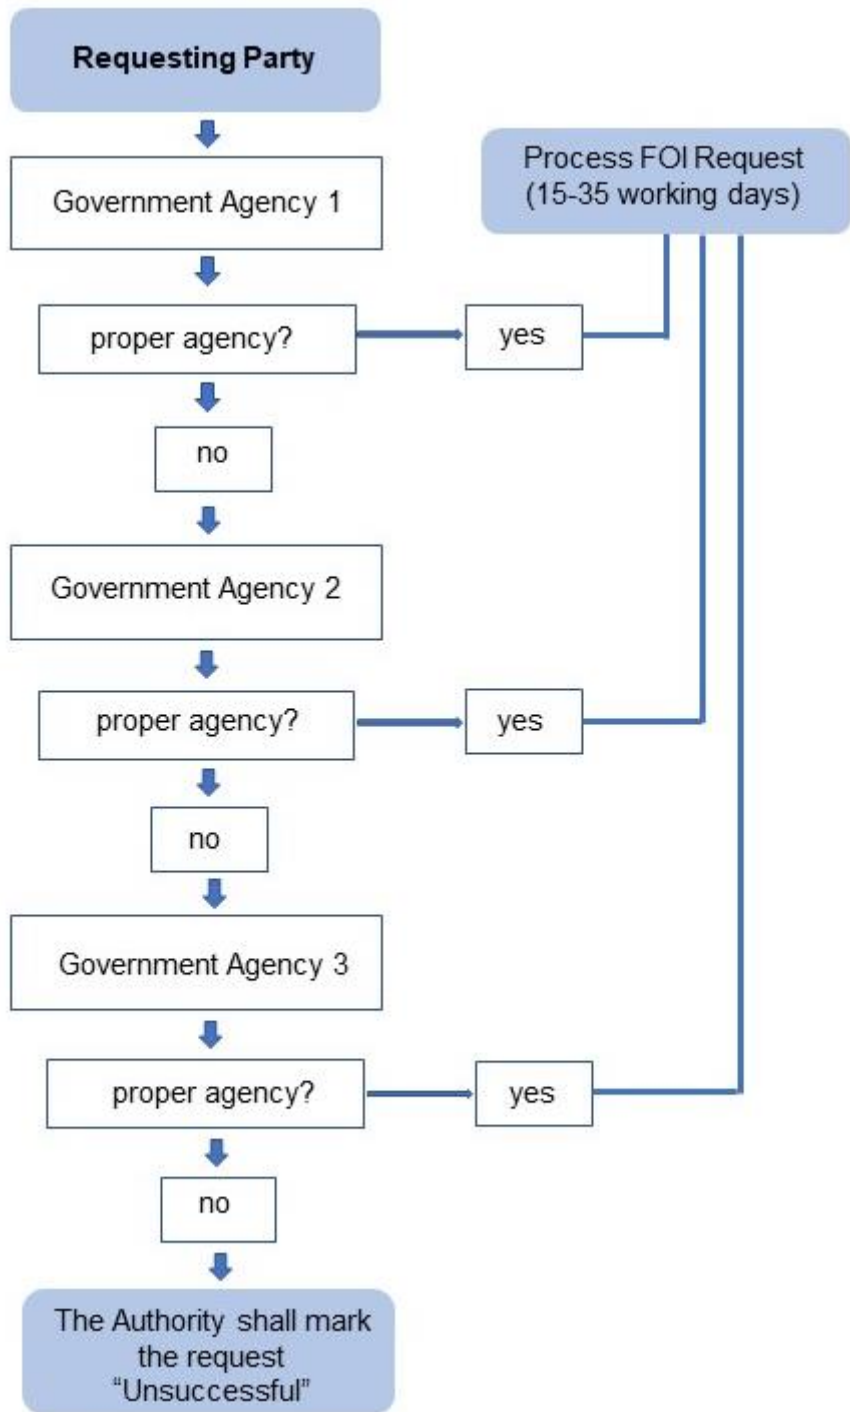 Requesting Party
Government Agency 1
Process FOI Request
(15-35 working days)
proper agency?
yes
no
Government Agency 2
proper agency?
yes
no
Government Agency 3
proper agency?
yes
no
The Authority shall mark
the request
“Unsuccessful”